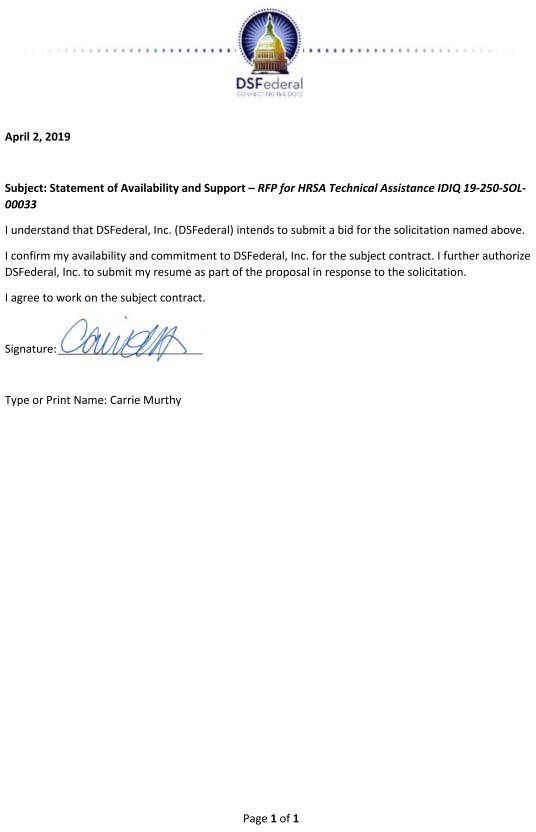 DSFederal
CONNECTING THE DOTS
April 2, 2019
Subject: Statement of Availability and Support – RFP for HRSA Technical Assistance IDIQ 19-250-SOL-
00033
I understand that DSFederal, Inc. (DSFederal) intends to submit a bid for the solicitation named above.
I confirm my availability and commitment to DSFederal, Inc. for the subject contract. I further authorize
DSFederal, Inc. to submit my resume as part of the proposal in response to the solicitation.
I agree to work on the subject contract.
Signature:
Type or Print Name: Carrie Murthy
Page 1 of 1